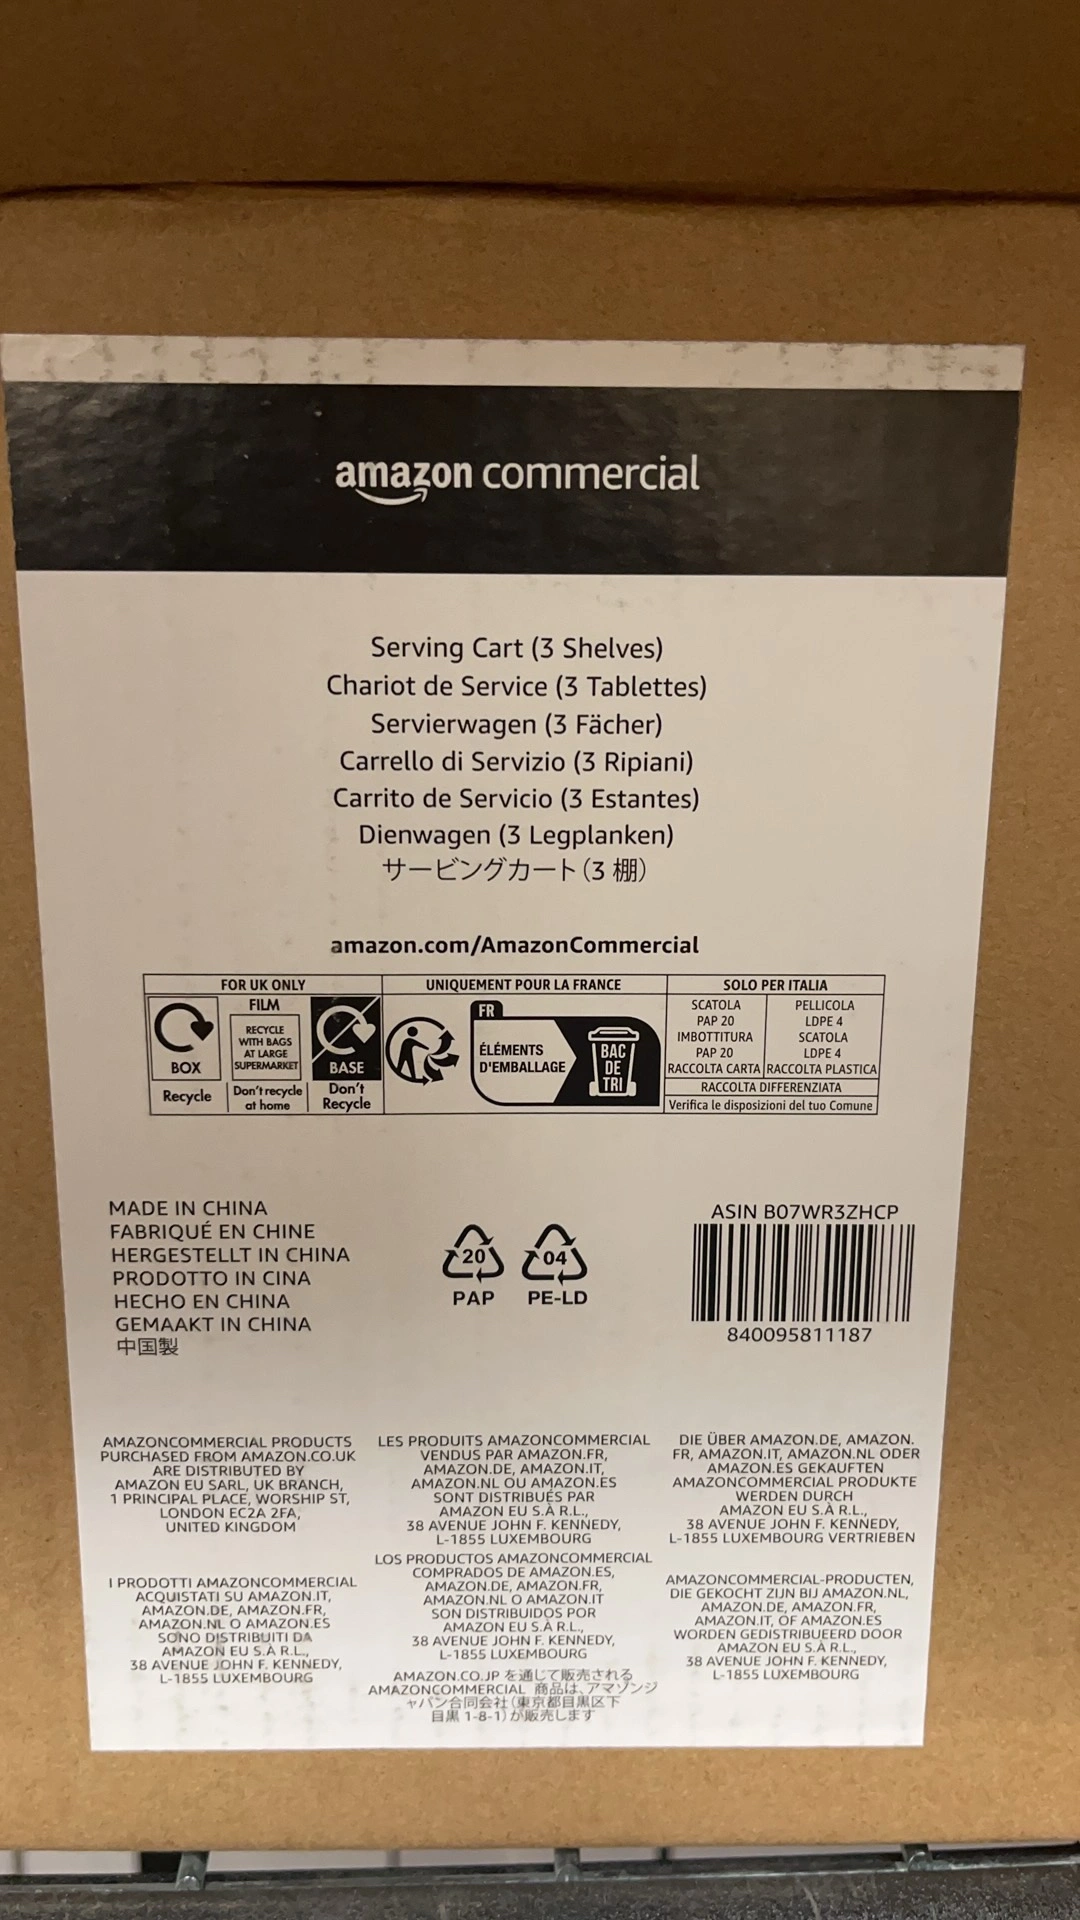 amazon commercial
Serving Cart (3 Shelves)
Chariot de Service (3 Tablettes)
Servierwagen (3 Fächer)
Carrello di Servizio (3 Ripiani)
Carrito de Servicio (3 Estantes)
Dienwagen (3 Legplanken)
サービングカート(3 棚)
amazon.com/AmazonCommercial
FOR UK ONLY
BOX
Recycle
FILM
RECYCLE
WITH BAGS
AT LARGE
SUPERMARKET
Don't recycle
at home
BASE
Don't
Recycle
UNIQUEMENT POUR LA FRANCE
FR
ÉLÉMENTS
D'EMBALLAGE
BAC
DE
TRI
SOLO PER ITALIA
SCATOLA
PAP 20
IMBOTTITURA
PAP 20
RACCOLTA CARTA
PELLICOLA
LDPE 4
SCATOLA
LDPE 4
RACCOLTA PLASTICA
RACCOLTA DIFFERENZIATA
Verifica le disposizioni del tuo Comune
MADE IN CHINA
FABRIQUÉ EN CHINE
HERGESTELLT IN CHINA
PRODOTTO IN CINA
HECHO EN CHINA
GEMAAKT IN CHINA
中国製
20
PAP
04
PE-LD
ASIN B07WR3ZHCP
840095811187
AMAZONCOMMERCIAL PRODUCTS
PURCHASED FROM AMAZON.CO.UK
ARE DISTRIBUTED BY
AMAZON EU SARL, UK BRANCH,
1 PRINCIPAL PLACE, WORSHIP ST,
LONDON EC2A 2FA,
UNITED KINGDOM
LES PRODUITS AMAZONCOMMERCIAL
VENDUS PAR AMAZON.FR,
AMAZON.DE, AMAZON.IT,
AMAZON.NL OU AMAZON.ES
SONT DISTRIBUÉS PAR
AMAZON EU S.À R.L.,
38 AVENUE JOHN F. KENNEDY,
L-1855 LUXEMBOURG
DIE ÜBER AMAZON.DE, AMAZON.
FR, AMAZON.IT, AMAZON.NL ODER
AMAZON.ES GEKAUFTEN
AMAZONCOMMERCIAL PRODUKTE
WERDEN DURCH
AMAZON EU S.À R.L.,
38 AVENUE JOHN F. KENNEDY,
L-1855 LUXEMBOURG VERTRIEBEN
I PRODOTTI AMAZONCOMMERCIAL
ACQUISTATI SU AMAZON.IT,
AMAZON.DE, AMAZON.FR,
AMAZON.NL O AMAZON.ES
SONO DISTRIBUITI DA
AMAZON EU S.À R.L.,
38 AVENUE JOHN F. KENNEDY,
L-1855 LUXEMBOURG
LOS PRODUCTOS AMAZONCOMMERCIAL
COMPRADOS DE AMAZON.ES,
AMAZON.DE, AMAZON.FR,
AMAZON.NL O AMAZON.IT
SON DISTRIBUIDOS POR
AMAZON EU S.À R.L.,
38 AVENUE JOHN F. KENNEDY,
L-1855 LUXEMBOURG
AMAZON.CO.JP を通じて販売される
AMAZONCOMMERCIAL 商品は、アマゾンジ
ャパン合同会社(東京都目黒区下
目黒 1-8-1)が販売します
AMAZONCOMMERCIAL-PRODUCTEN,
DIE GEKOCHT ZIJN BIJ AMAZON.NL,
AMAZON.DE, AMAZON.FR,
AMAZON.IT, OF AMAZON.ES
WORDEN GEDISTRIBUEERD DOOR
AMAZON EU S.À R.L.,
38 AVENUE JOHN F. KENNEDY,
L-1855 LUXEMBOURG